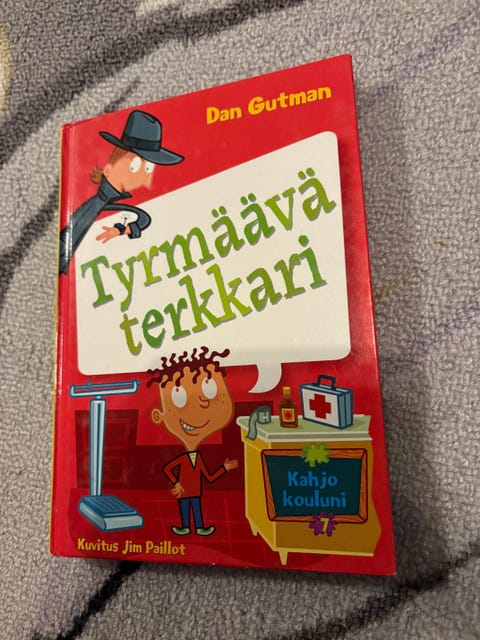 Dan Gutman
Tyrmäävä
terkkari
Kahjo
kouluni
7
Kuvitus Jim Paillot